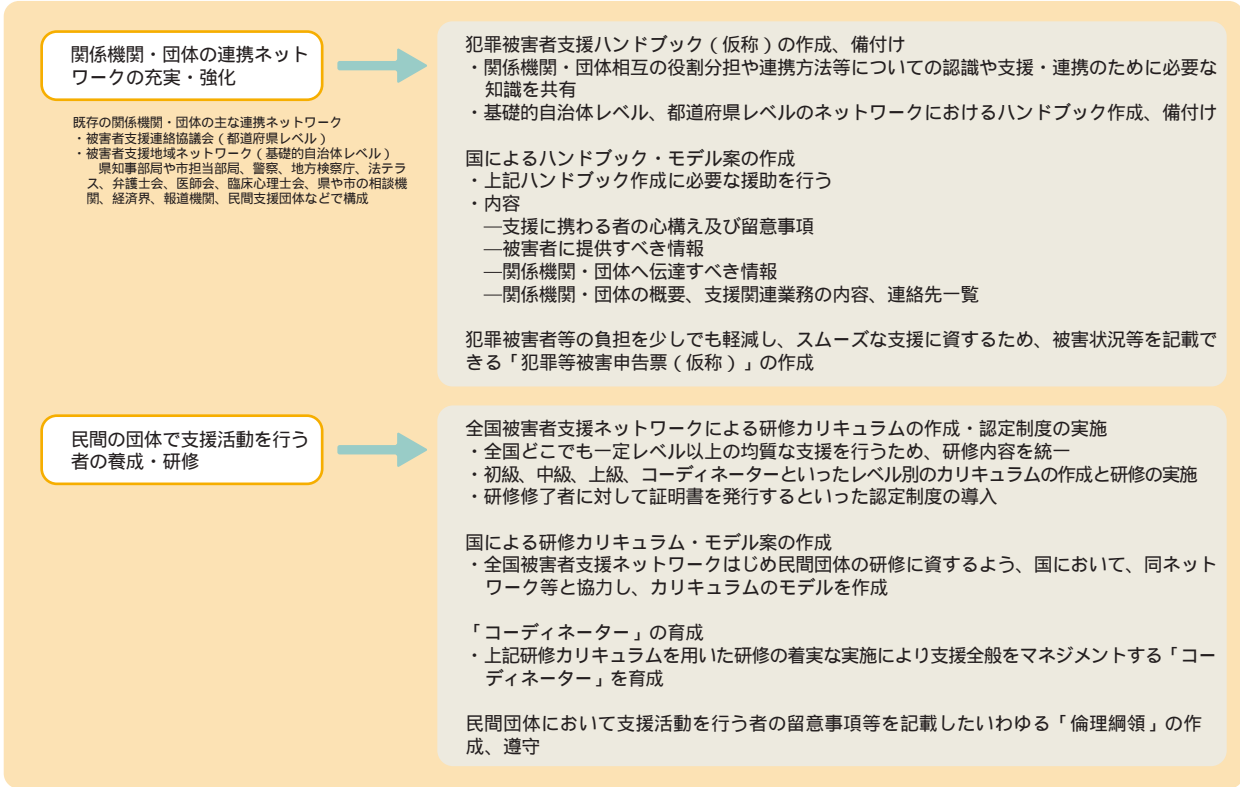 関係機関・団体の連携ネット
ワークの充実・強化
既存の関係機関・団体の主な連携ネットワーク
・被害者支援連絡協議会（都道府県レベル）
・被害者支援地域ネットワーク（基礎的自治体レベル）
県知事部局や市担当部局、警察、地方検察庁、法テラ
ス、弁護士会、医師会、臨床心理士会、県や市の相談機
関、経済界、報道機関、民間支援団体などで構成
犯罪被害者支援ハンドブック（仮称）の作成、備付け
・関係機関・団体相互の役割分担や連携方法等についての認識や支援・連携のために必要な
知識を共有
・基礎的自治体レベル、都道府県レベルのネットワークにおけるハンドブック作成、備付け
国によるハンドブック・モデル案の作成
・上記ハンドブック作成に必要な援助を行う
・内容
―支援に携わる者の心構え及び留意事項
―被害者に提供すべき情報
―関係機関・団体へ伝達すべき情報
―関係機関・団体の概要、支援関連業務の内容、連絡先一覧
犯罪被害者等の負担を少しでも軽減し、スムーズな支援に資するため、被害状況等を記載で
きる「犯罪等被害申告票（仮称）」の作成
民間の団体で支援活動を行う
者の養成・研修
全国被害者支援ネットワークによる研修カリキュラムの作成・認定制度の実施
・全国どこでも一定レベル以上の均質な支援を行うため、研修内容を統一
・初級、中級、上級、コーディネーターといったレベル別のカリキュラムの作成と研修の実施
・研修修了者に対して証明書を発行するといった認定制度の導入
国による研修カリキュラム・モデル案の作成
・全国被害者支援ネットワークはじめ民間団体の研修に資するよう、国において、同ネット
ワーク等と協力し、カリキュラムのモデルを作成
「コーディネーター」の育成
・上記研修カリキュラムを用いた研修の着実な実施により支援全般をマネジメントする「コー
ディネーター」を育成
民間団体において支援活動を行う者の留意事項等を記載したいわゆる「倫理綱領」の作
成、遵守